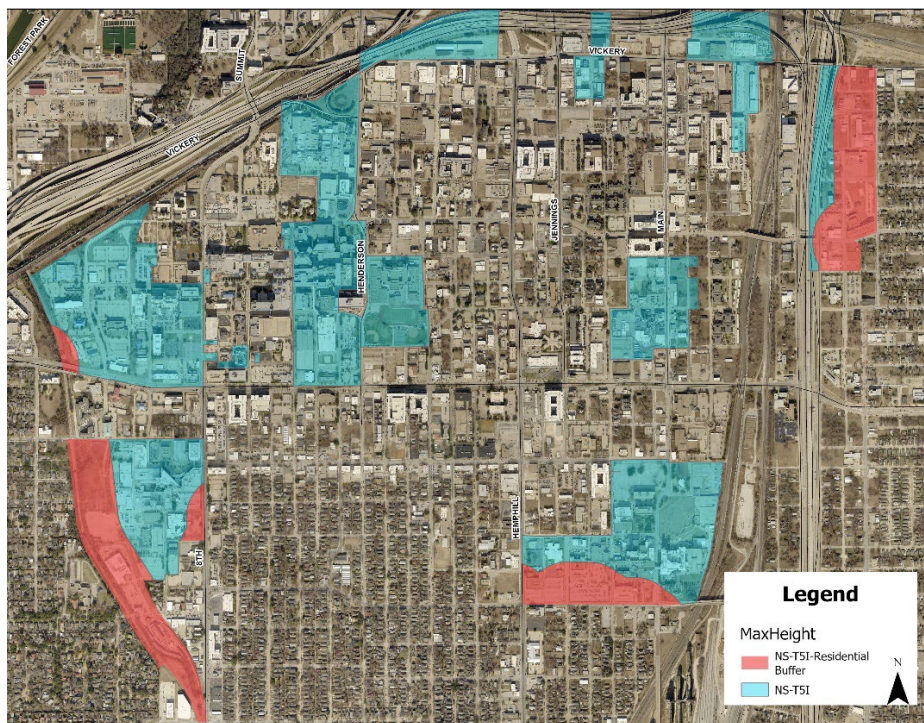 FOREST PARK
SUMMIT
VICKERY
VICKERY
HENDERSON
JENNINGS
MAIN
8TH
HEMPHILL
Legend
MaxHeight
NS-T5I-Residential
Buffer
NS-T5I
N